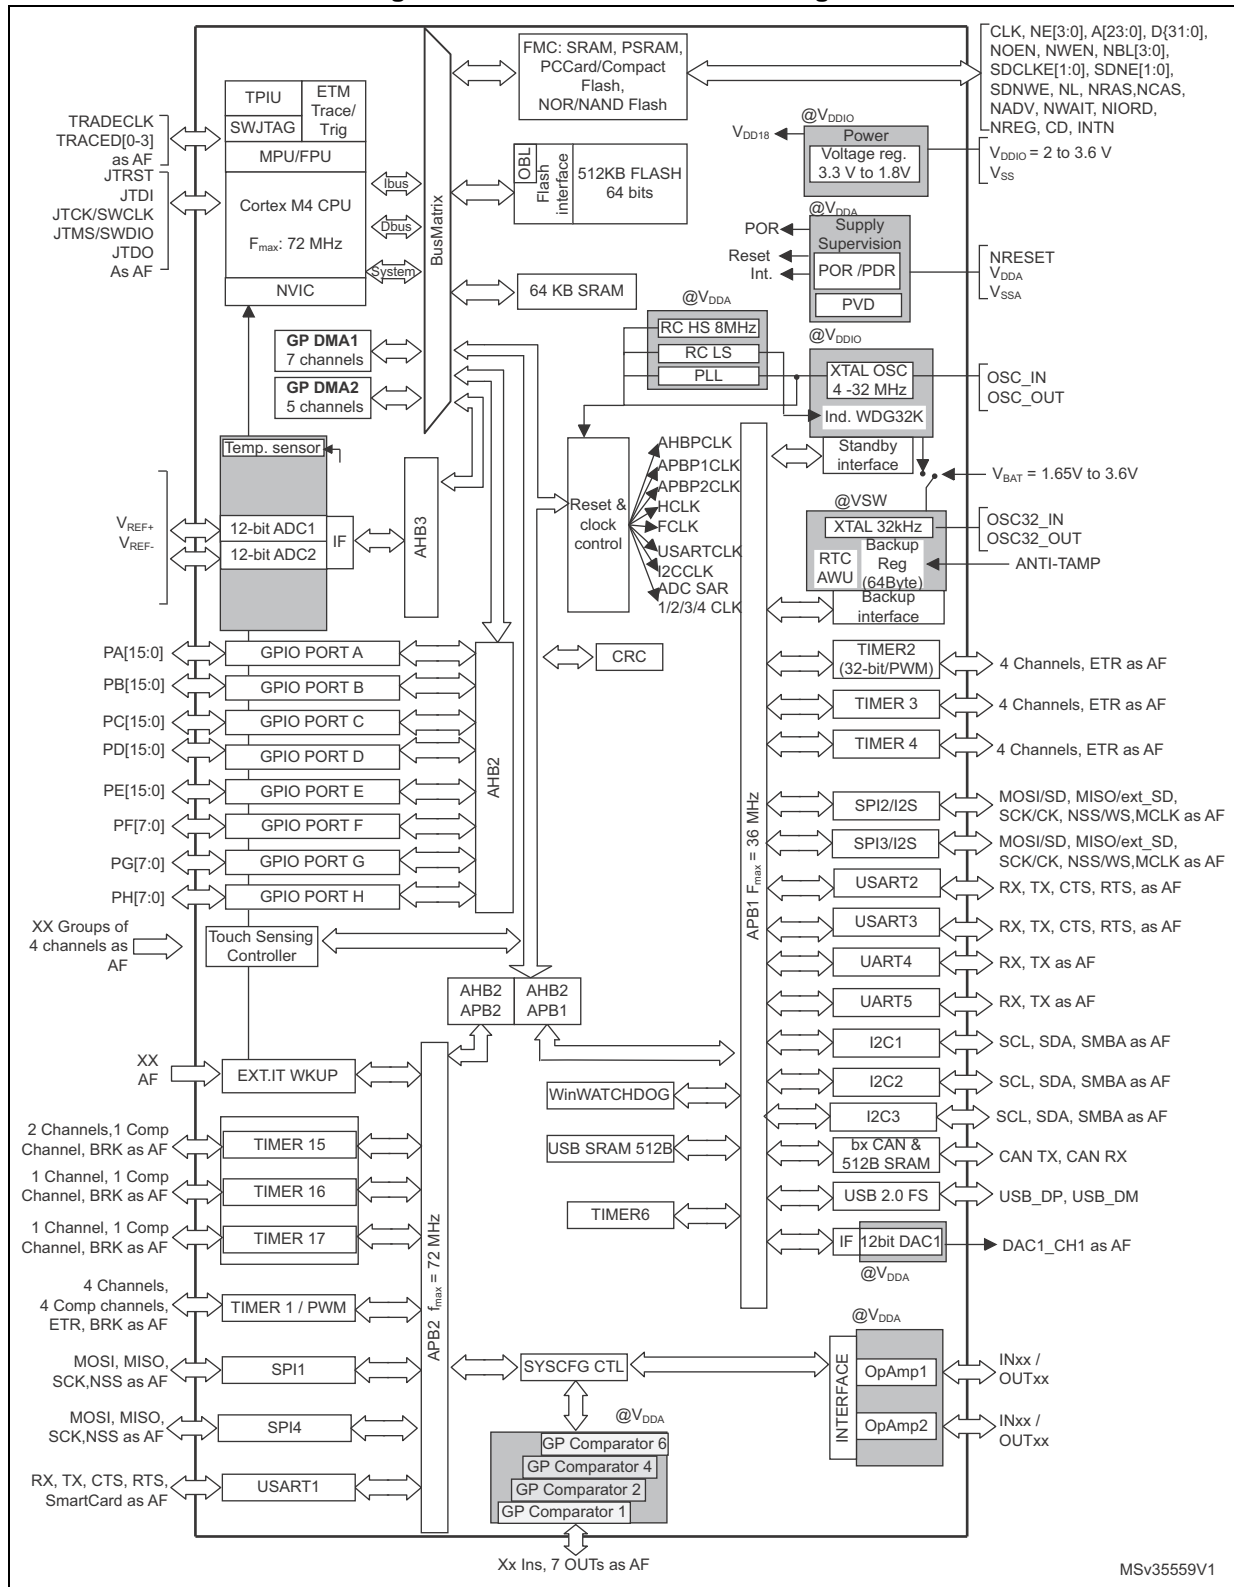 CLK, NE[3:0], A[23:0], D{31:0),
NOEN, NWEN, NBL[3:0),
SDCLKE[1:0), SDNE[1:0),
SDNWE, NL, NRAS,NCAS,
NADV, NWAIT, NIORD,
NREG, CD, INTN
FMC: SRAM, PSRAM,
PCCard/Compact
Flash,
NOR/NAND Flash
TPIU
ETM
Trace/
Trig
SWJTAG
MPU/FPU
Cortex M4 CPU
Fmax: 72 MHz
NVIC
TRADECLK
TRACED[0-3]
as AF
JTRST
JTDI
JTCK/SWCLK
JTMS/SWDIO
JTDO
As AF
Ibus
Dbus
System
BusMatrix
OBL
Flash
interface
512KB FLASH
64 bits
64 KB SRAM
@VDDIO
VDD18
Power
Voltage reg.
3.3 V to 1.8V
VDDIO = 2 to 3.6 V
VSS
@VDDA
POR
Reset
Int.
Supply
Supervision
POR /PDR
PVD
NRESET
VDDA
VSSA
GP DMA1
7 channels
GP DMA2
5 channels
@VDDA
RC HS 8MHz
RC LS
PLL
@VDDIO
XTAL OSC
4 -32 MHz
Ind. WDG32K
Standby
interface
OSC_IN
OSC_OUT
VBAT = 1.65V to 3.6V
@VSW
XTAL 32kHz
RTC
AWU
Backup
Reg
(64Byte)
Backup
interface
OSC32_IN
OSC32_OUT
ANTI-TAMP
Temp. sensor
VREF+
VREF-
12-bit ADC1
12-bit ADC2
IF
AHB3
Reset &
clock
control
AHBPCLK
APBP1CLK
APBP2CLK
HCLK
FCLK
USARTCLK
I2CCLK
ADC SAR
1/2/3/4 CLK
CRC
PA[15:0]
GPIO PORT A
PB[15:0]
GPIO PORT B
PC[15:0]
GPIO PORT C
PD[15:0]
GPIO PORT D
PE[15:0]
GPIO PORT E
PF[7:0]
GPIO PORT F
PG[7:0]
GPIO PORT G
PH[7:0]
GPIO PORT H
AHB2
XX Groups of
4 channels as
AF
Touch Sensing
Controller
AHB2
APB2
AHB2
APB1
XX
AF
EXT.IT WKUP
2 Channels,1 Comp
Channel, BRK as AF
TIMER 15
1 Channel, 1 Comp
Channel, BRK as AF
TIMER 16
1 Channel, 1 Comp
Channel, BRK as AF
TIMER 17
4 Channels,
4 Comp channels,
ETR, BRK as AF
TIMER 1 / PWM
MOSI, MISO,
SCK,NSS as AF
SPI1
MOSI, MISO,
SCK,NSS as AF
SPI4
RX, TX, CTS, RTS,
SmartCard as AF
USART1
APB2 fmax = 72 MHz
WinWATCHDOG
USB SRAM 512B
TIMER6
APB1 Fmax = 36 MHz
TIMER2
(32-bit/PWM)
4 Channels, ETR as AF
TIMER 3
4 Channels, ETR as AF
TIMER 4
4 Channels, ETR as AF
SPI2/I2S
MOSI/SD, MISO/ext_SD,
SCK/CK, NSS/WS,MCLK as AF
SPI3/I2S
MOSI/SD, MISO/ext_SD,
SCK/CK, NSS/WS,MCLK as AF
USART2
RX, TX, CTS, RTS, as AF
USART3
RX, TX, CTS, RTS, as AF
UART4
RX, TX as AF
UART5
RX, TX as AF
I2C1
SCL, SDA, SMBA as AF
I2C2
SCL, SDA, SMBA as AF
I2C3
SCL, SDA, SMBA as AF
bx CAN &
512B SRAM
CAN TX, CAN RX
USB 2.0 FS
USB_DP, USB_DM
IF
12bit DAC1
DAC1_CH1 as AF
@VDDA
@VDDA
INTERFACE
OpAmp1
INxx /
OUTxx
OpAmp2
INxx /
OUTxx
SYSCFG CTL
@VDDA
GP Comparator 6
GP Comparator 4
GP Comparator 2
GP Comparator 1
Xx Ins, 7 OUTs as AF
MSv35559V1